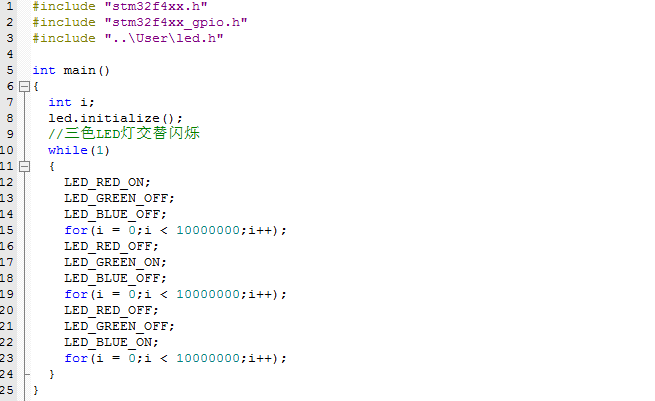 1 #include "stm32f4xx.h"
2 #include "stm32f4xx_gpio.h"
3 #include "..\User\led.h"
4
5 int main()
6 {
7 int i;
8 led.initialize();
9 //三色LED灯交替闪烁
10 while(1)
11 {
12 LED_RED_ON;
13 LED_GREEN_OFF;
14 LED_BLUE_OFF;
15 for(i = 0;i < 10000000;i++);
16 LED_RED_OFF;
17 LED_GREEN_ON;
18 LED_BLUE_OFF;
19 for(i = 0;i < 10000000;i++);
20 LED_RED_OFF;
21 LED_GREEN_OFF;
22 LED_BLUE_ON;
23 for(i = 0;i < 10000000;i++);
24 }
25 }